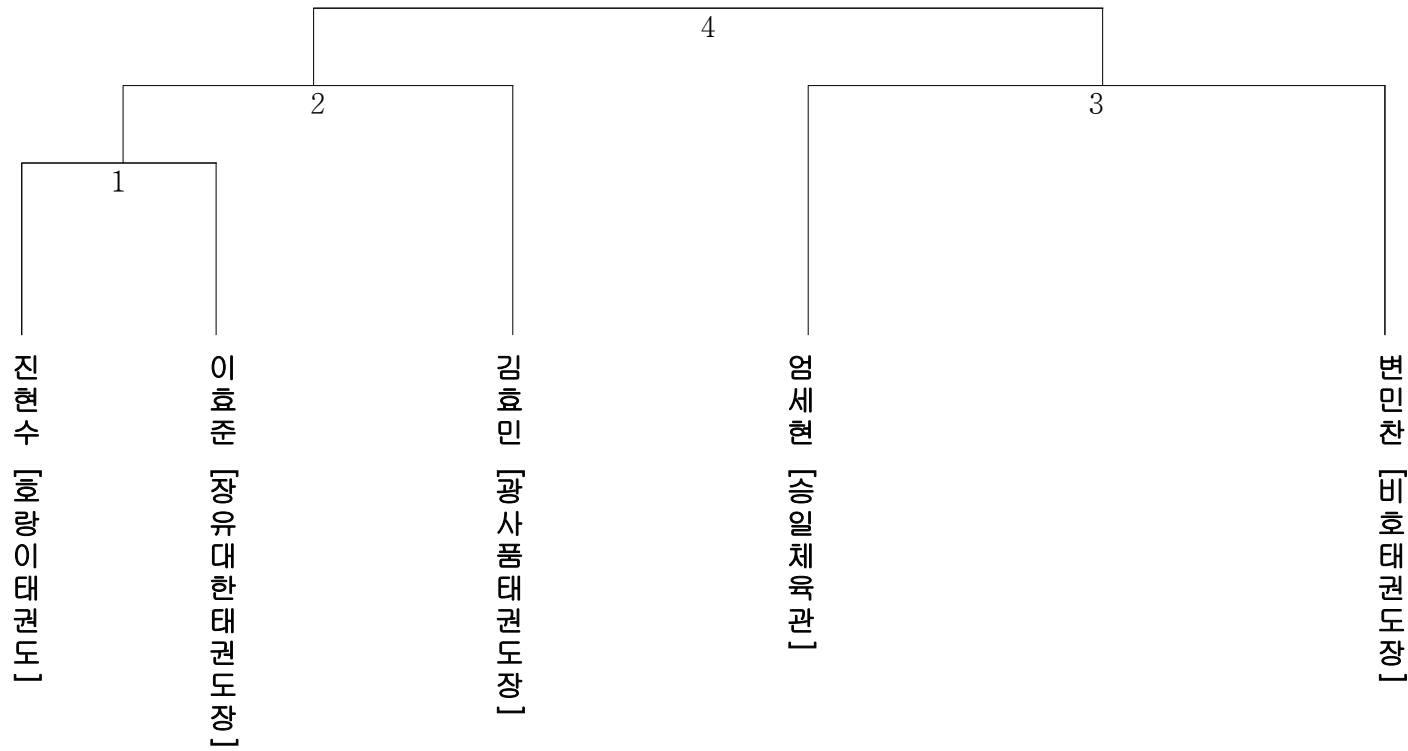 4
2
3
1
진현수 [호랑이태권도]
이효준 [장유대한태권도장]
김효민 [광사품태권도장]
엄세현 [승일체육관]
변민찬 [비호태권도장]